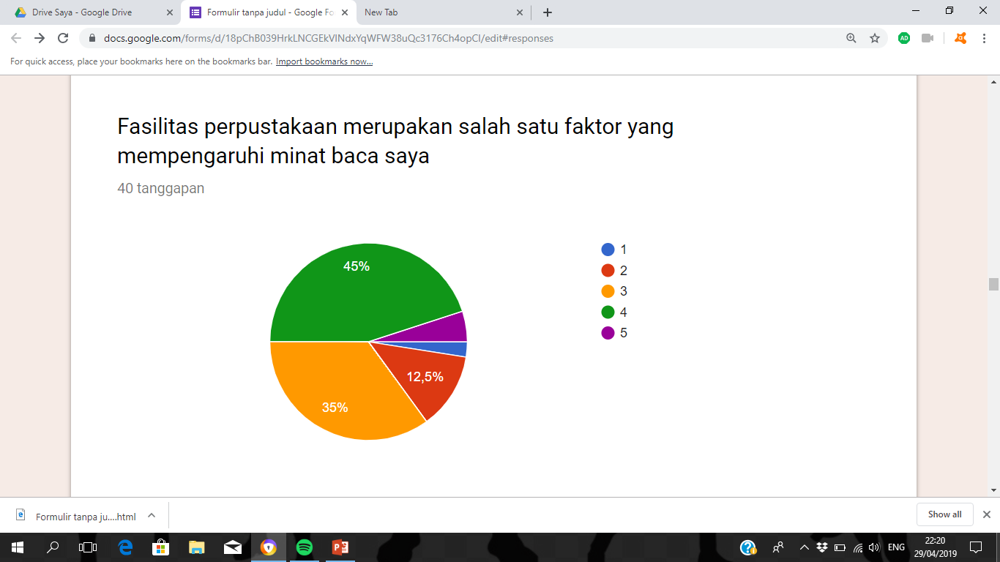 Drive Saya - Google Drive
Formulir tanpa judul - Google Fo
New Tab
docs.google.com/forms/d/18pChB039HrkLNCGEkVlNdxYqWFW38uQc3176Ch4opCI/edit#responses
AD
For quick access, place your bookmarks here on the bookmarks bar. Import bookmarks now...
Fasilitas perpustakaan merupakan salah satu faktor yang
mempengaruhi minat baca saya
40 tanggapan
45%
12,5%
35%
1
2
3
4
5
Formulir tanpa ju....html
Show all
ENG
22:20
29/04/2019